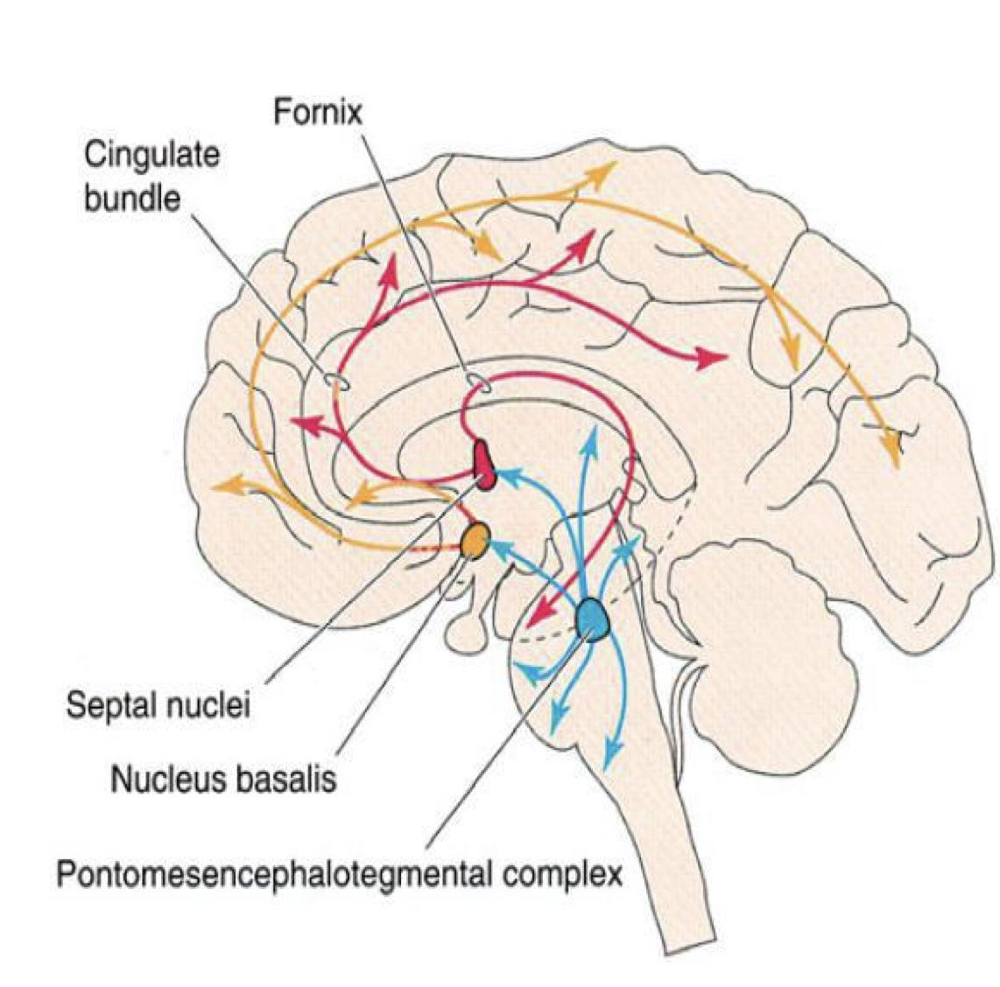 Fornix
Cingulate
bundle
Septal nuclei
Nucleus basalis
Pontomesencephalotegmental complex